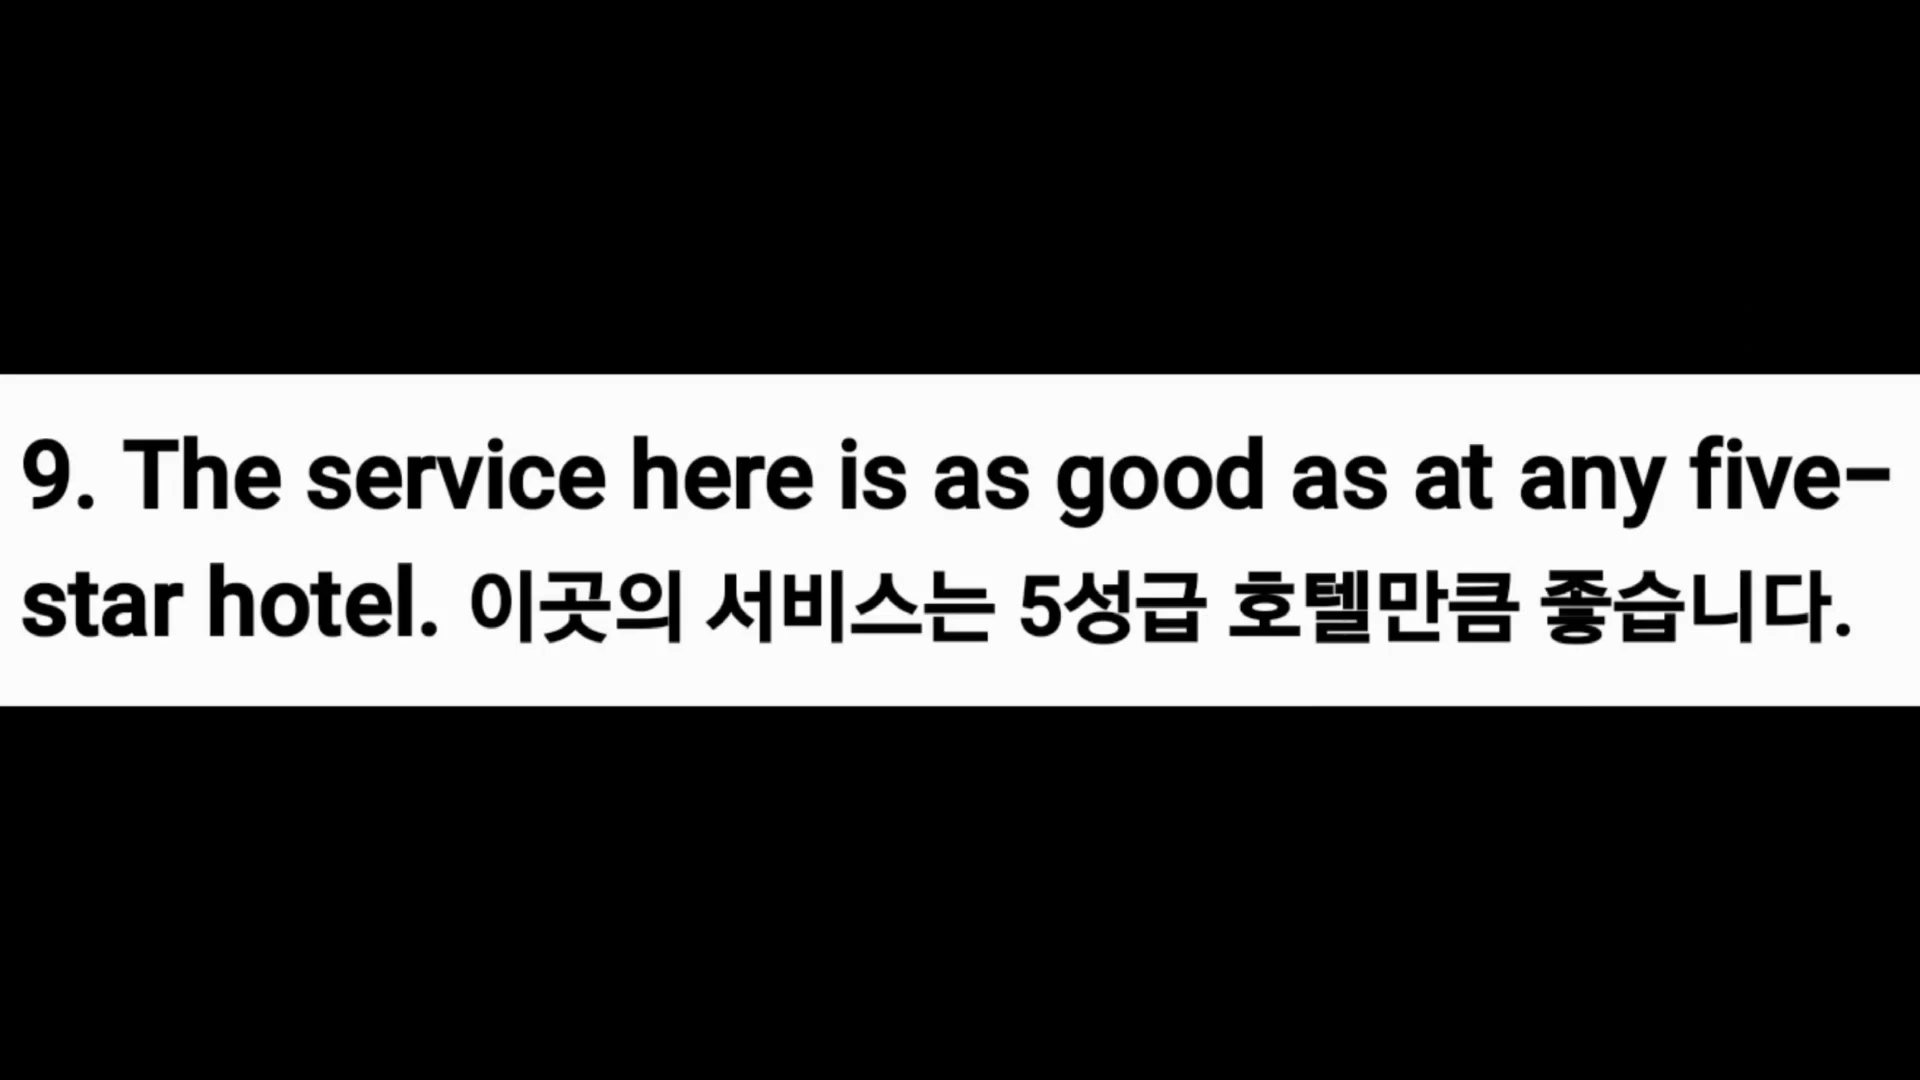 9. The service here is as good as at any five-
star hotel. 이곳의 서비스는 5성급 호텔만큼 좋습니다.